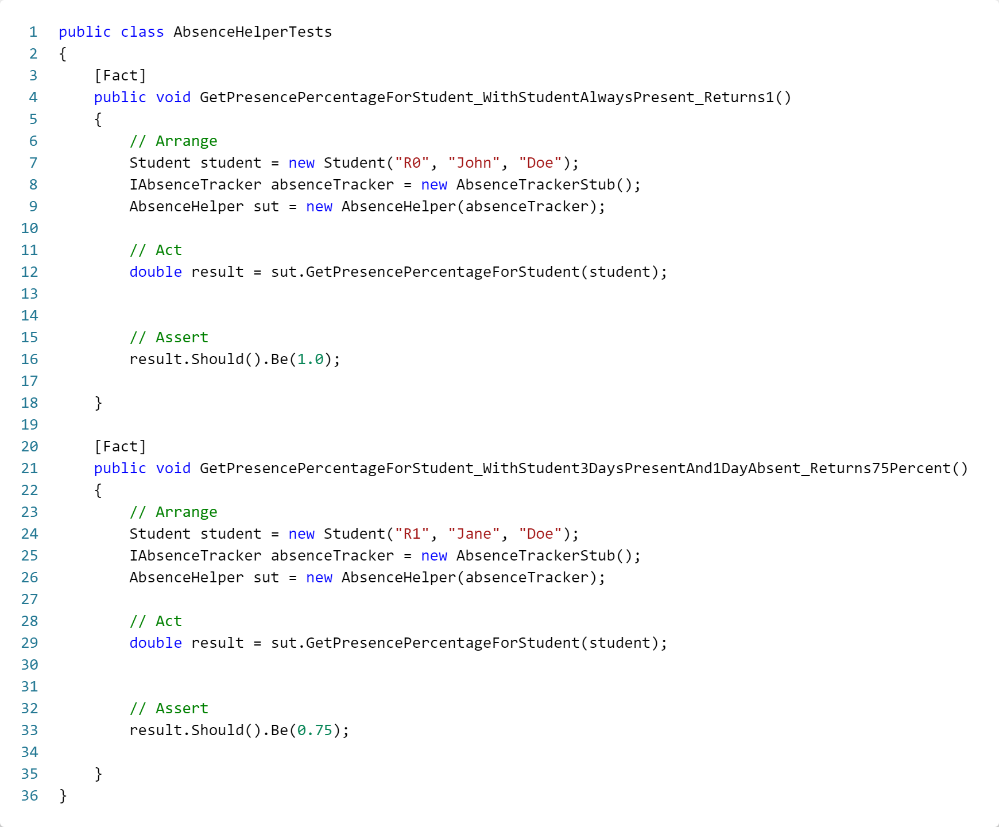 1 public class AbsenceHelperTests
2 {
3     [Fact]
4     public void GetPresencePercentageForStudent_WithStudentAlwaysPresent_Returns1()
5     {
6         // Arrange
7         Student student = new Student("R0", "John", "Doe");
8         IAbsenceTracker absenceTracker = new AbsenceTrackerStub();
9         AbsenceHelper sut = new AbsenceHelper(absenceTracker);
10
11         // Act
12         double result = sut.GetPresencePercentageForStudent(student);
13
14
15         // Assert
16         result.Should().Be(1.0);
17
18     }
19
20     [Fact]
21     public void GetPresencePercentageForStudent_WithStudent3DaysPresentAnd1DayAbsent_Returns75Percent()
22     {
23         // Arrange
24         Student student = new Student("R1", "Jane", "Doe");
25         IAbsenceTracker absenceTracker = new AbsenceTrackerStub();
26         AbsenceHelper sut = new AbsenceHelper(absenceTracker);
27
28         // Act
29         double result = sut.GetPresencePercentageForStudent(student);
30
31
32         // Assert
33         result.Should().Be(0.75);
34
35     }
36 }